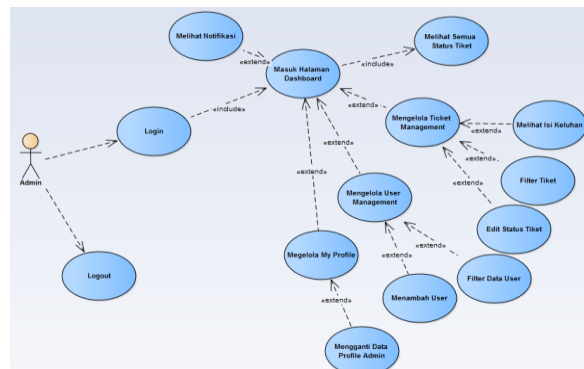 Melihat Notifikasi
«extend»
Masuk Halaman
Dashboard
«include»
Melihat Semua
Status Tiket
«extend»
Mengelola Ticket
Management
«extend»
Melihat Isi Keluhan
Login
«include»
«extend»
Filter Tiket
Admin
«extend»
«extend»
«extend»
Mengelola User
Management
Edit Status Tiket
Logout
Megelola My Profile
«extend»
«extend»
Filter Data User
Menambah User
«extend»
Mengganti Data
Profile Admin